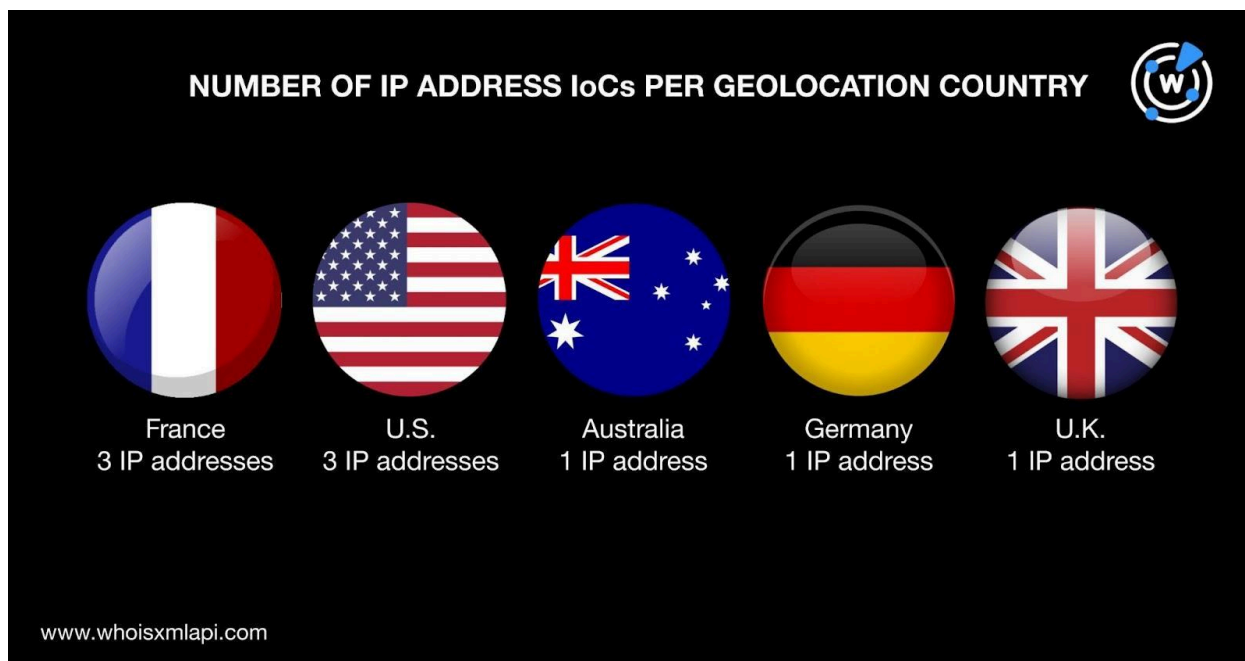 NUMBER OF IP ADDRESS IoCs PER GEOLOCATION COUNTRY
W
France
3 IP addresses
U.S.
3 IP addresses
Australia
1 IP address
Germany
1 IP address
U.K.
1 IP address
www.whoisxmlapi.com